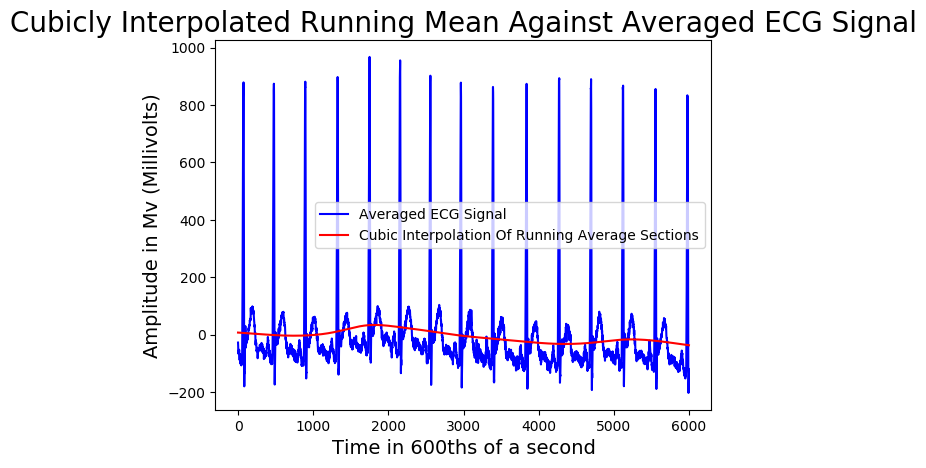 Cubicly Interpolated Running Mean Against Averaged ECG Signal
1000
800
600
400
200
0
−200
Amplitude in Mv (Millivolts)
Averaged ECG Signal
Cubic Interpolation Of Running Average Sections
0 1000 2000 3000 4000 5000 6000
Time in 600ths of a second